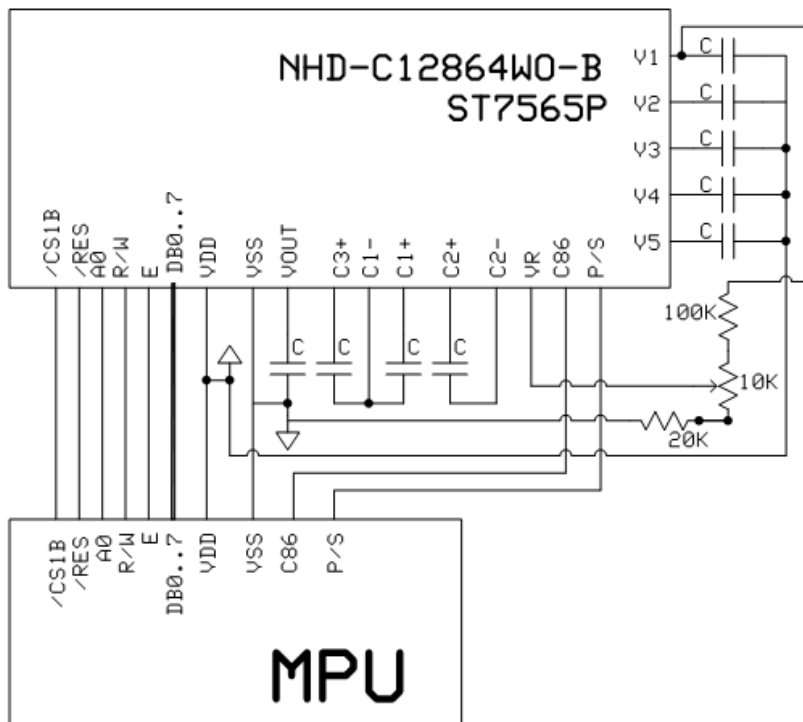 NHD-C12864WO-B
ST7565P
V1
C
V2
C
V3
C
V4
C
V5
C
/CS1B
/RES
A0
R/W
E
DB0..7
VDD
VSS
VOUT
C3+
C1-
C1+
C2+
C2-
VR
C86
P/S
C
C
C
C
100K
10K
20K
/CS1B
/RES
A0
R/W
E
DB0..7
VDD
VSS
C86
P/S
MPU